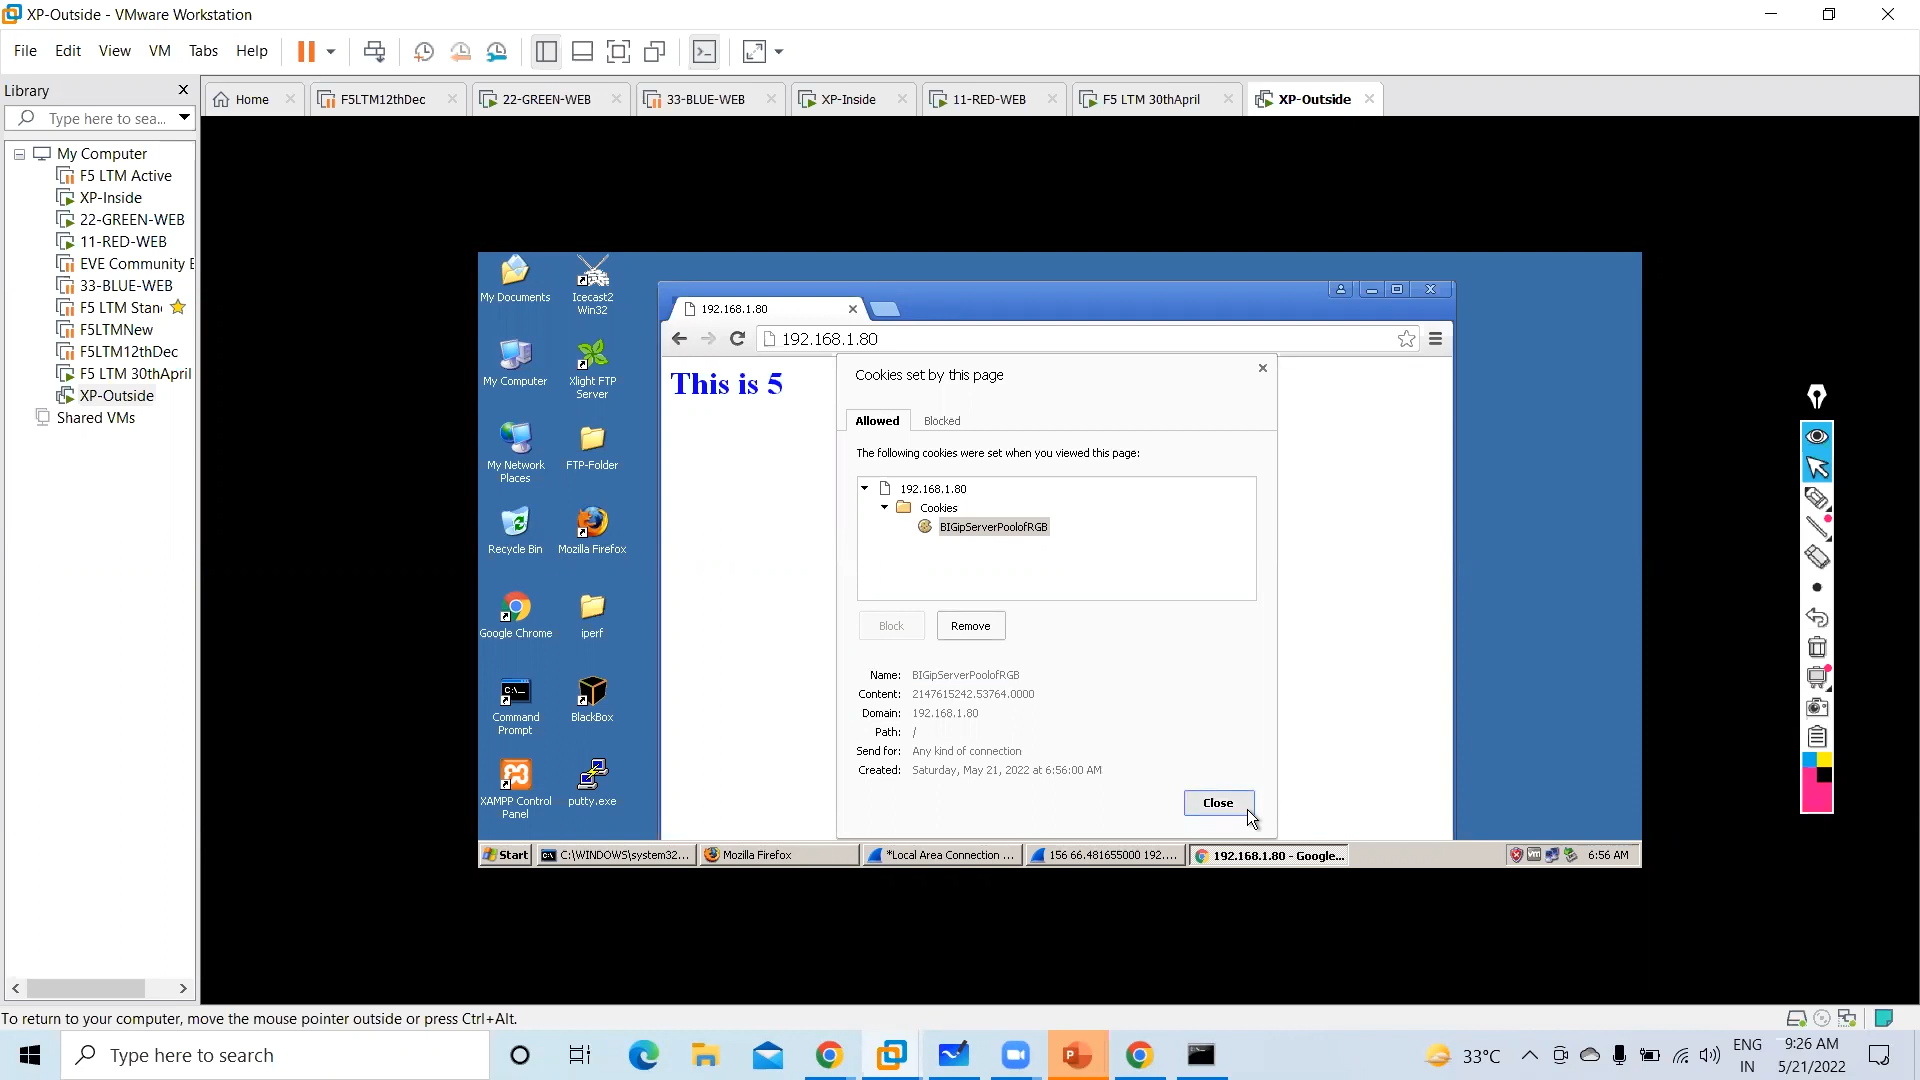 XP-Outside - VMware Workstation
File Edit View VM Tabs Help
Library
Type here to sea...
Home
F5LTM12thDec
22-GREEN-WEB
33-BLUE-WEB
XP-Inside
11-RED-WEB
F5 LTM 30thApril
XP-Outside
My Computer
F5 LTM Active
XP-Inside
22-GREEN-WEB
11-RED-WEB
EVE Community E
33-BLUE-WEB
F5 LTM Stan
F5LTMNew
F5LTM12thDec
F5 LTM 30thApril
XP-Outside
Shared VMs
My Documents
Icecast2 Win32
My Computer
Xlight FTP Server
My Network Places
FTP-Folder
Recycle Bin
Mozilla Firefox
Google Chrome
iperf
Command Prompt
BlackBox
XAMPP Control Panel
putty.exe
192.168.1.80
192.168.1.80
This is 5
Cookies set by this page
Allowed
Blocked
The following cookies were set when you viewed this page:
192.168.1.80
Cookies
BIGipServerPoolofRGB
Block
Remove
Name: BIGipServerPoolofRGB
Content: 2147615242.53764.0000
Domain: 192.168.1.80
Path: /
Send for: Any kind of connection
Created: Saturday, May 21, 2022 at 6:56:00 AM
Close
Start
C:\WINDOWS\system32...
Mozilla Firefox
*Local Area Connection ...
156 66.481655000 192....
192.168.1.80 - Google...
6:56 AM
To return to your computer, move the mouse pointer outside or press Ctrl+Alt.
Type here to search
33°C
ENG
IN
9:26 AM
5/21/2022